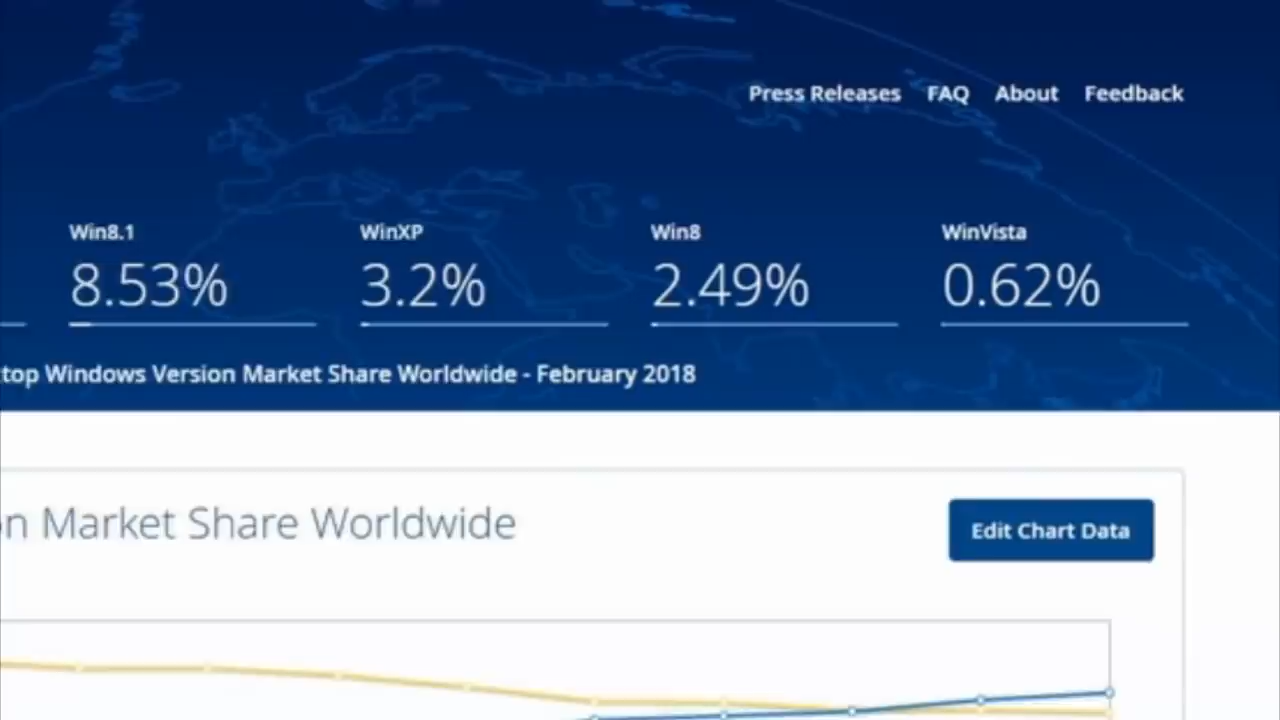 Press Releases FAQ About Feedback
Win8.1 WinXP Win8 WinVista
8.53% 3.2% 2.49% 0.62%
top Windows Version Market Share Worldwide - February 2018
on Market Share Worldwide
Edit Chart Data